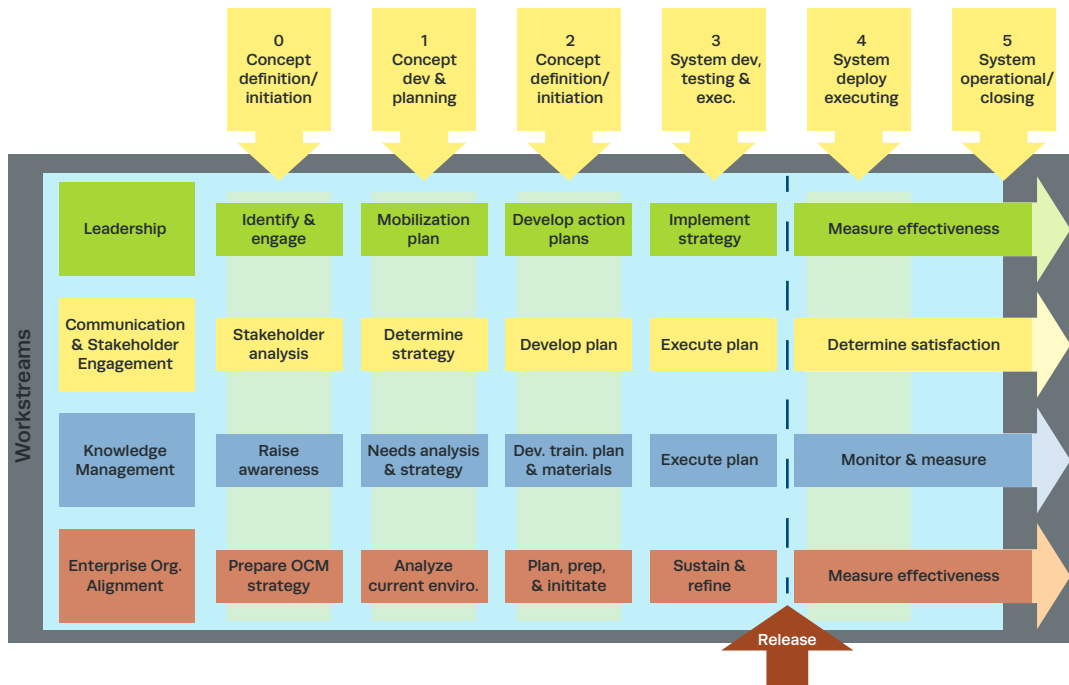 0
Concept
definition/
initiation
1
Concept
dev &
planning
2
Concept
definition/
initiation
3
System dev,
testing &
exec.
4
System
deploy
executing
5
System
operational/
closing
Workstreams
Leadership
Identify &
engage
Mobilization
plan
Develop action
plans
Implement
strategy
Measure effectiveness
Communication
& Stakeholder
Engagement
Stakeholder
analysis
Determine
strategy
Develop plan
Execute plan
Determine satisfaction
Knowledge
Management
Raise
awareness
Needs analysis
& strategy
Dev. train. plan
& materials
Execute plan
Monitor & measure
Enterprise Org.
Alignment
Prepare OCM
strategy
Analyze
current enviro.
Plan, prep,
& inititate
Sustain &
refine
Measure effectiveness
Release